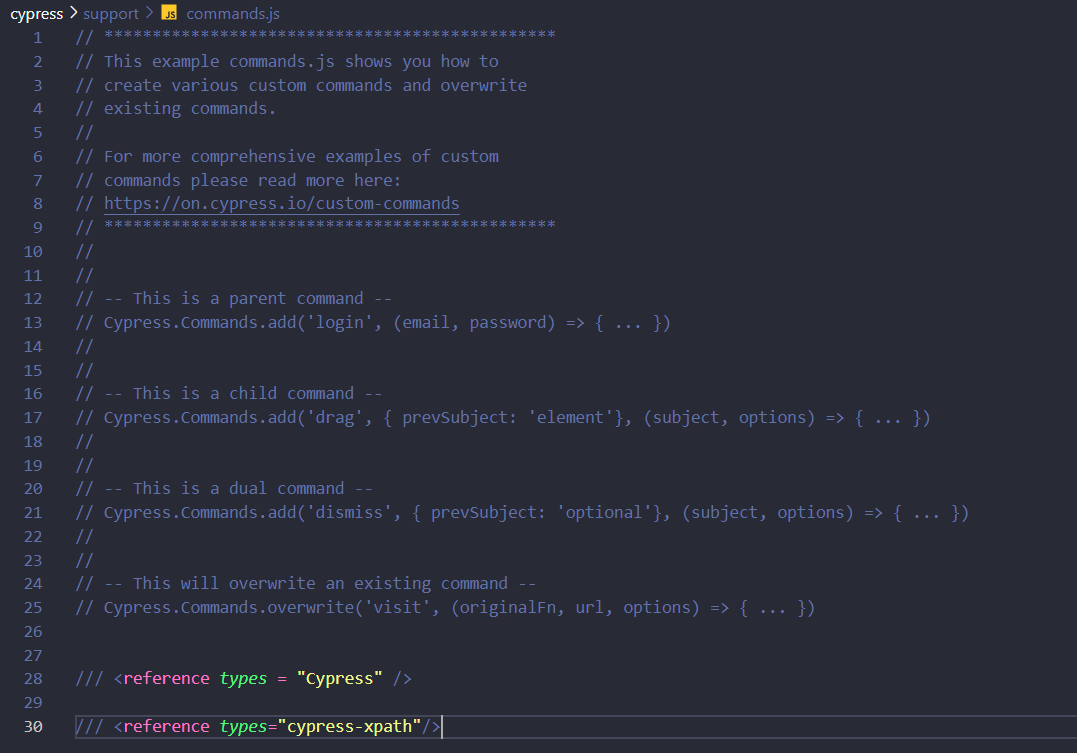 cypress > support > JS commands.js
1 // ***********************************************
2 // This example commands.js shows you how to
3 // create various custom commands and overwrite
4 // existing commands.
5 //
6 // For more comprehensive examples of custom
7 // commands please read more here:
8 // https://on.cypress.io/custom-commands
9 // ***********************************************
10 //
11 //
12 // -- This is a parent command --
13 // Cypress.Commands.add('login', (email, password) => { ... })
14 //
15 //
16 // -- This is a child command --
17 // Cypress.Commands.add('drag', { prevSubject: 'element'}, (subject, options) => { ... })
18 //
19 //
20 // -- This is a dual command --
21 // Cypress.Commands.add('dismiss', { prevSubject: 'optional'}, (subject, options) => { ... })
22 //
23 //
24 // -- This will overwrite an existing command --
25 // Cypress.Commands.overwrite('visit', (originalFn, url, options) => { ... })
26
27
28 /// <reference types = "Cypress" />
29
30 /// <reference types="cypress-xpath"/>